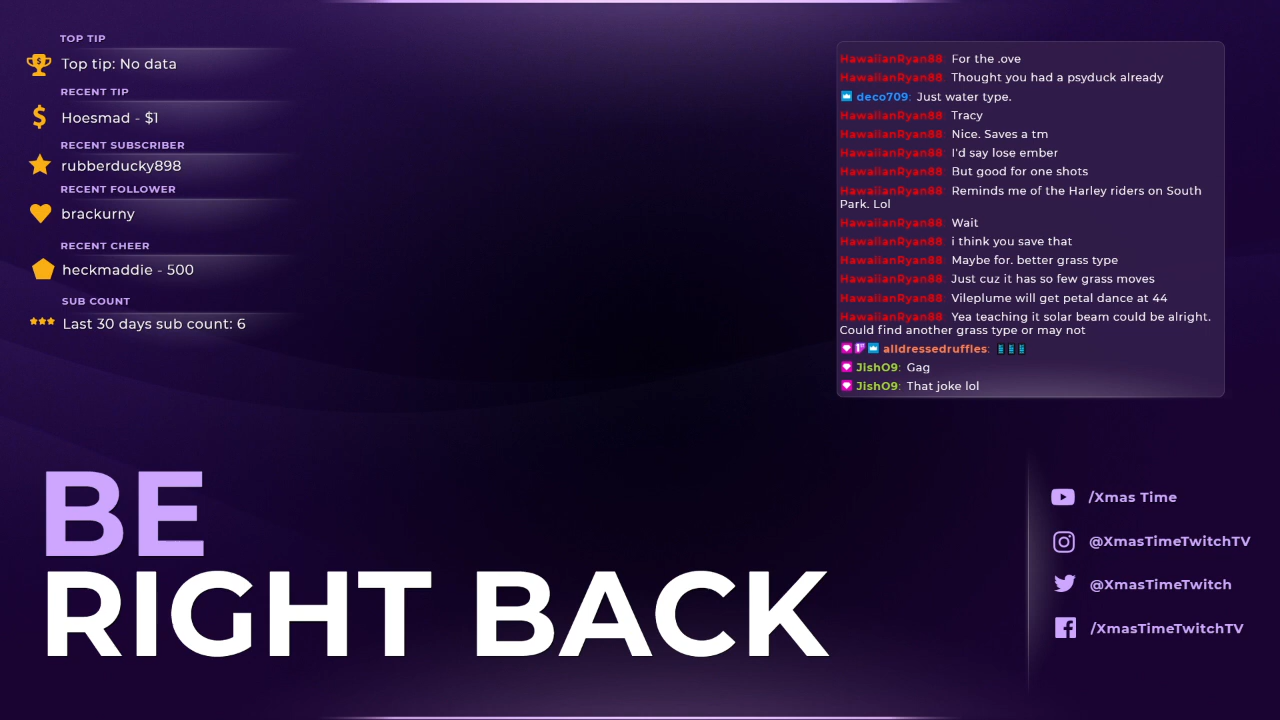 TOP TIP
Top tip: No data
RECENT TIP
Hoesmad - $1
RECENT SUBSCRIBER
rubberducky898
RECENT FOLLOWER
brackurny
RECENT CHEER
heckmaddie - 500
SUB COUNT
Last 30 days sub count: 6
HawaiianRyan88: For the .ove
HawaiianRyan88: Thought you had a psyduck already
deco709: Just water type.
HawaiianRyan88: Tracy
HawaiianRyan88: Nice. Saves a tm
HawaiianRyan88: I'd say lose ember
HawaiianRyan88: But good for one shots
HawaiianRyan88: Reminds me of the Harley riders on South
Park. Lol
HawaiianRyan88: Wait
HawaiianRyan88: i think you save that
HawaiianRyan88: Maybe for. better grass type
HawaiianRyan88: Just cuz it has so few grass moves
HawaiianRyan88: Vileplume will get petal dance at 44
HawaiianRyan88: Yea teaching it solar beam could be alright.
Could find another grass type or may not
alldressedruffles:
JishO9: Gag
JishO9: That joke lol
BE
RIGHT BACK
/Xmas Time
@XmasTimeTwitchTV
@XmasTimeTwitch
/XmasTimeTwitchTV